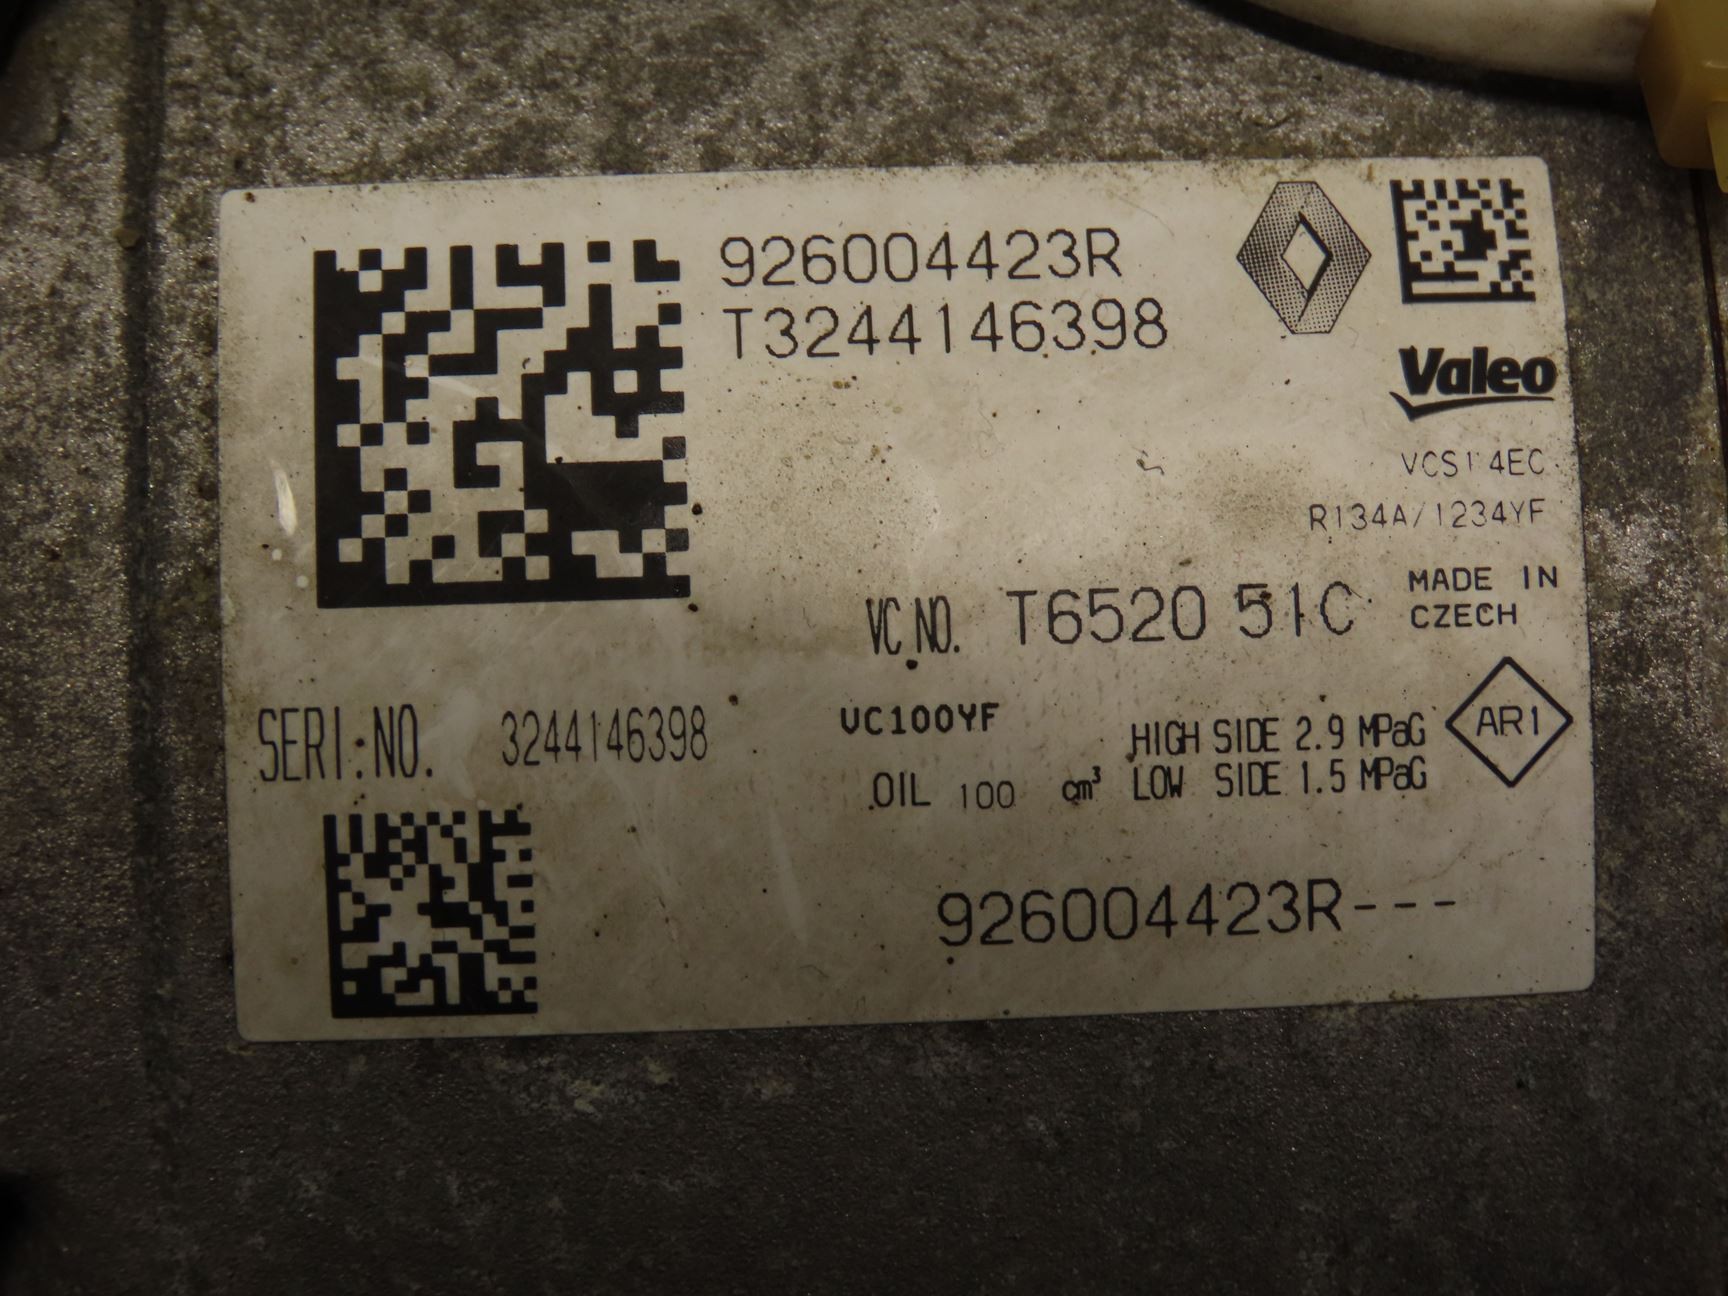 926004423R
T3244146398
Valeo
VCS14EC
R134A/1234YF
MADE IN
CZECH
VC NO. T6520 51C
SERI.NO. 3244146398
UC100YF
HIGH SIDE 2.9 MPaG
AR1
OIL 100 cm³
LOW SIDE 1.5 MPaG
926004423R---